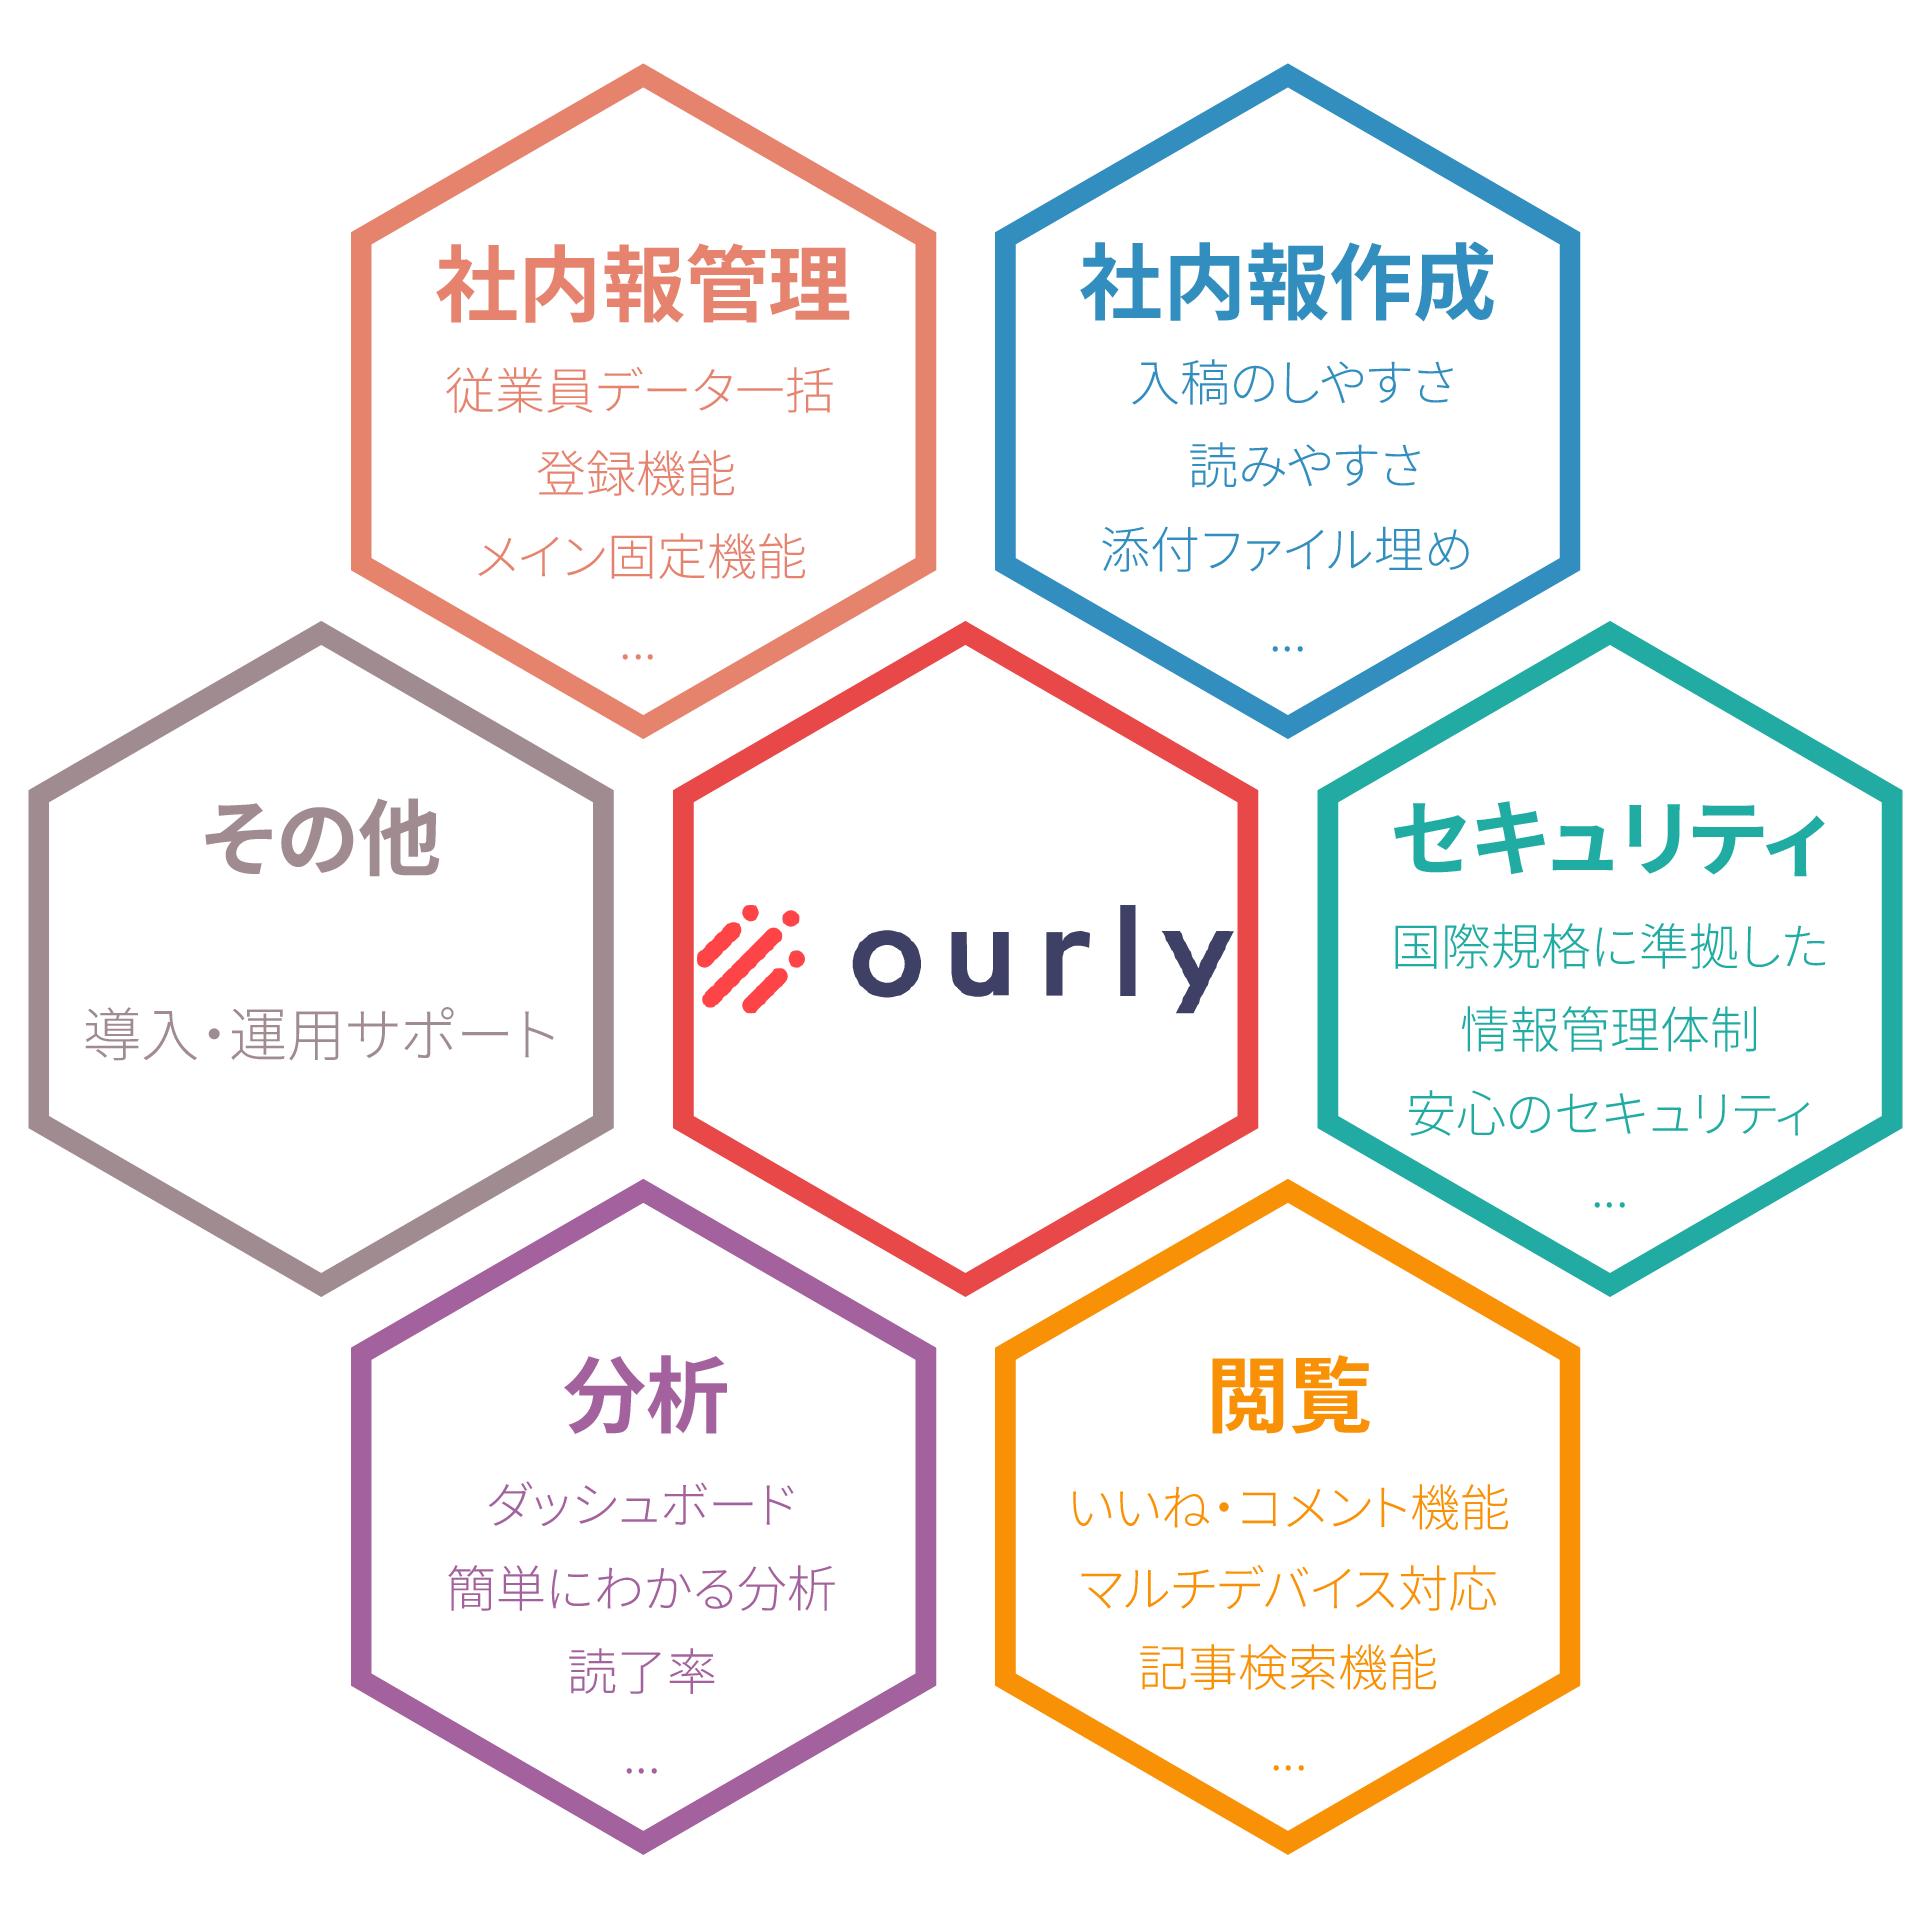 社内報管理
従業員データ一括
登録機能
メイン固定機能
...
社内報作成
入稿のしやすさ
読みやすさ
添付ファイル埋め
...
その他
導入・運用サポート
ourly
セキュリティ
国際規格に準拠した
情報管理体制
安心のセキュリティ
...
分析
ダッシュボード
簡単にわかる分析
読了率
...
閲覧
いいね・コメント機能
マルチデバイス対応
記事検索機能
...